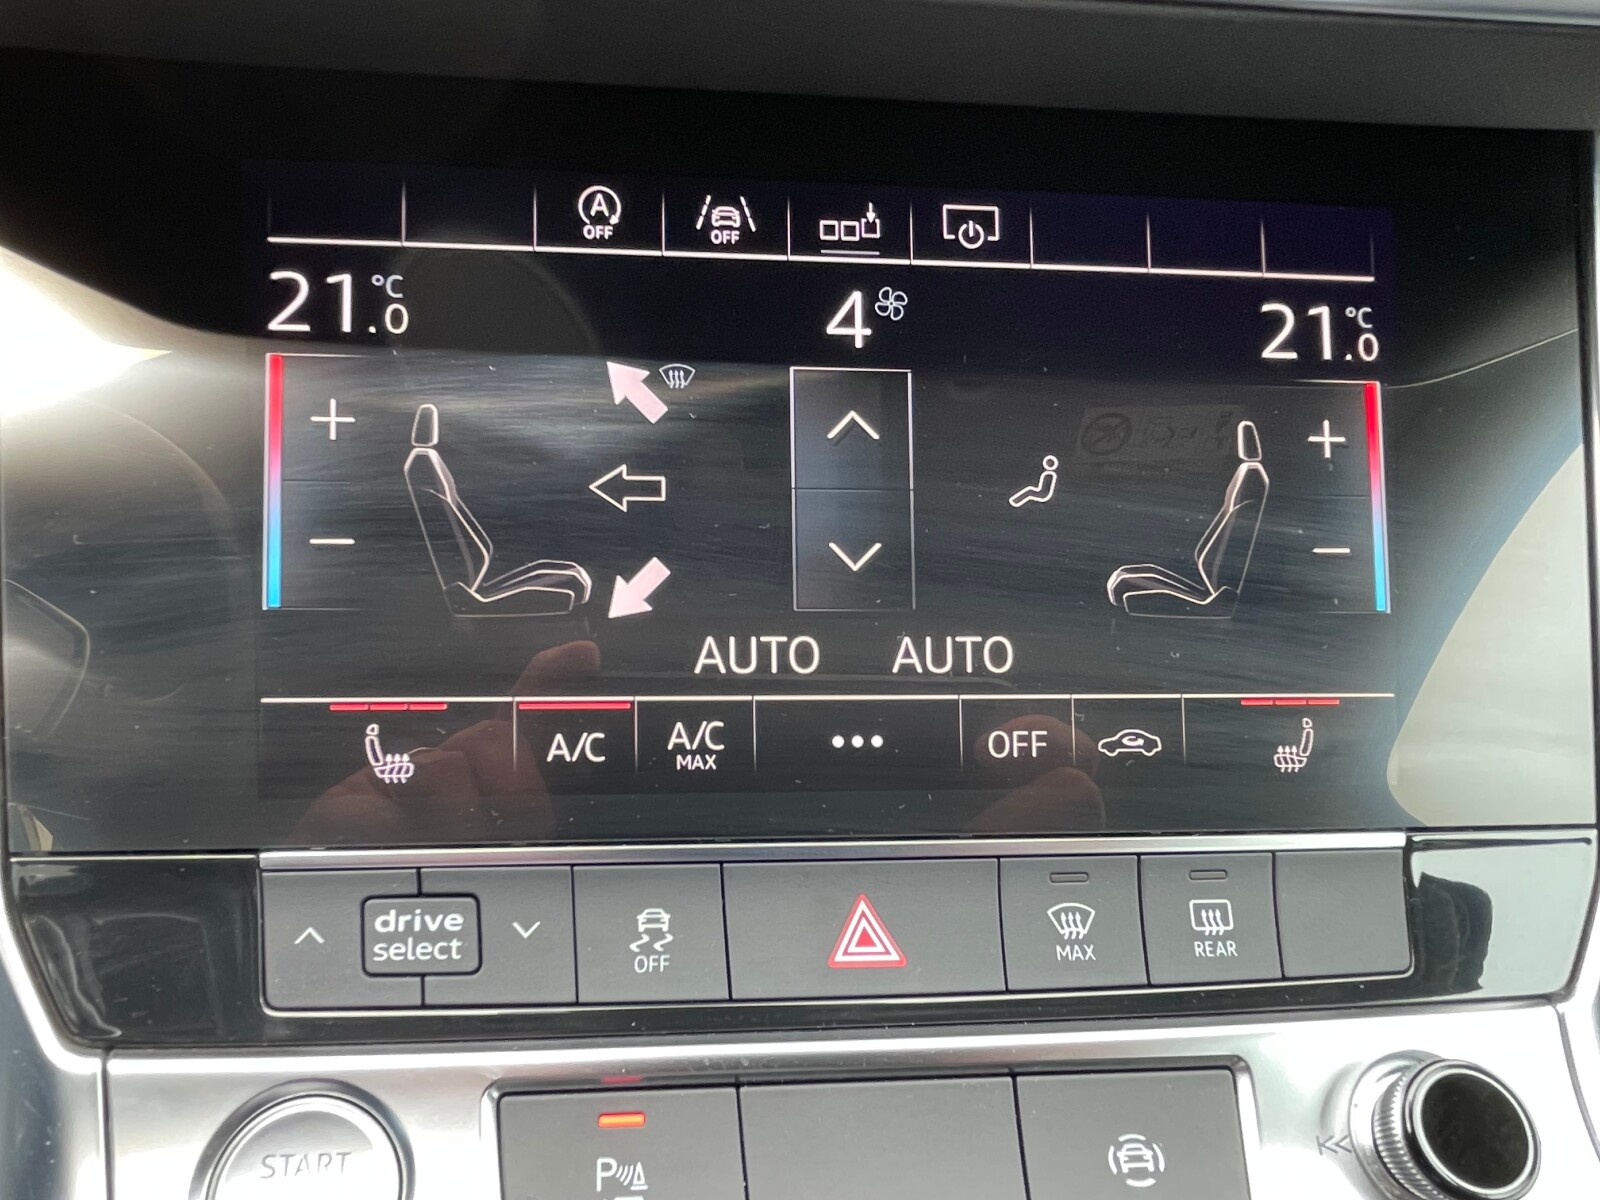 A
OFF
OFF
21.0 °C
4
21.0 °C
AUTO AUTO
A/C
A/C
MAX
OFF
drive
select
OFF
MAX
REAR
START
P